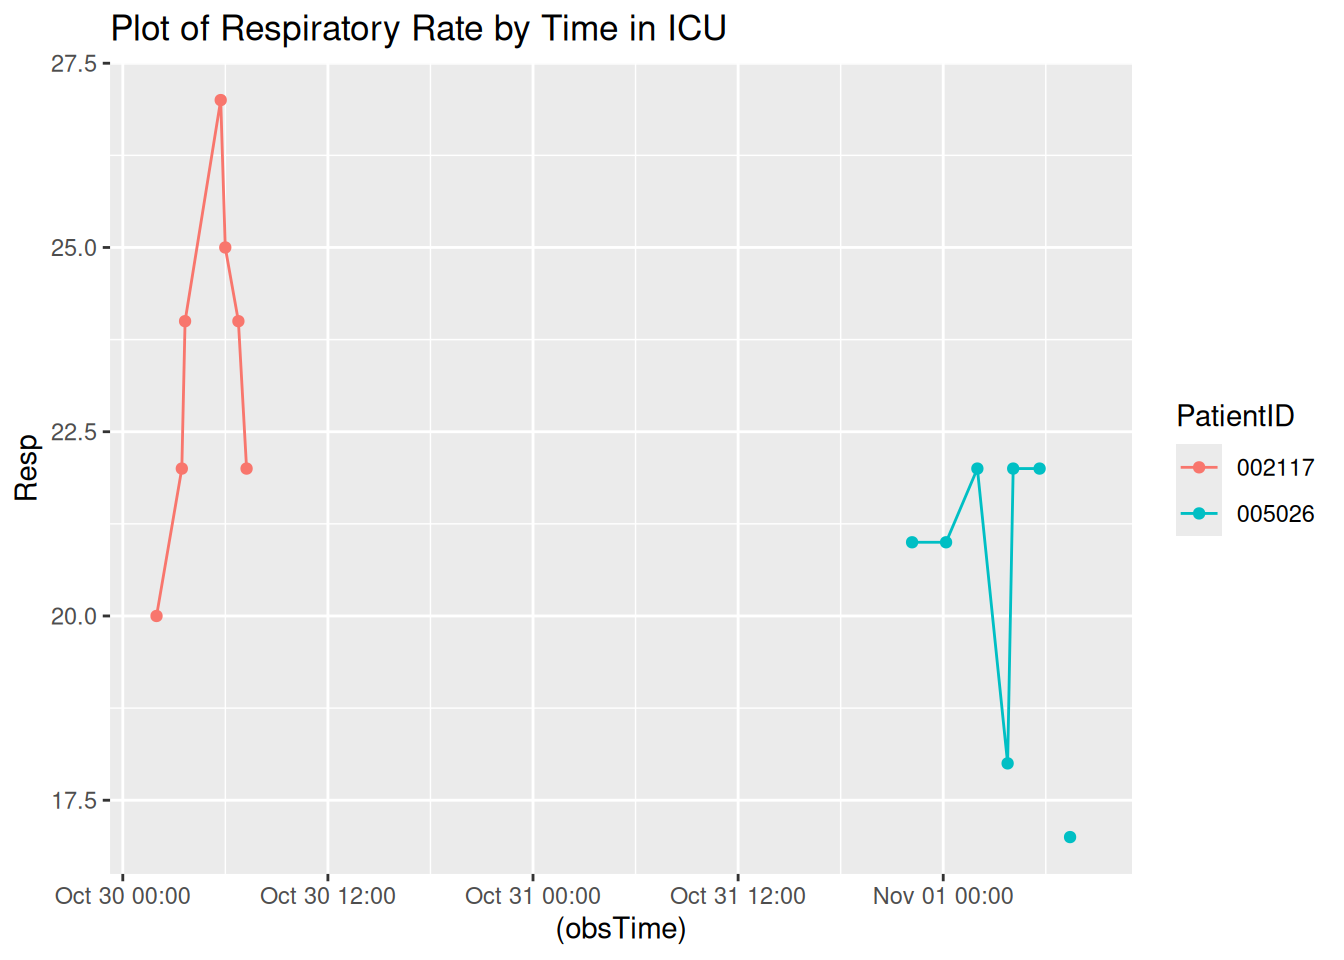 Plot of Respiratory Rate by Time in ICU
27.5
25.0
22.5
20.0
17.5
Resp
Oct 30 00:00 Oct 30 12:00 Oct 31 00:00 Oct 31 12:00 Nov 01 00:00
(obsTime)
PatientID
002117
005026